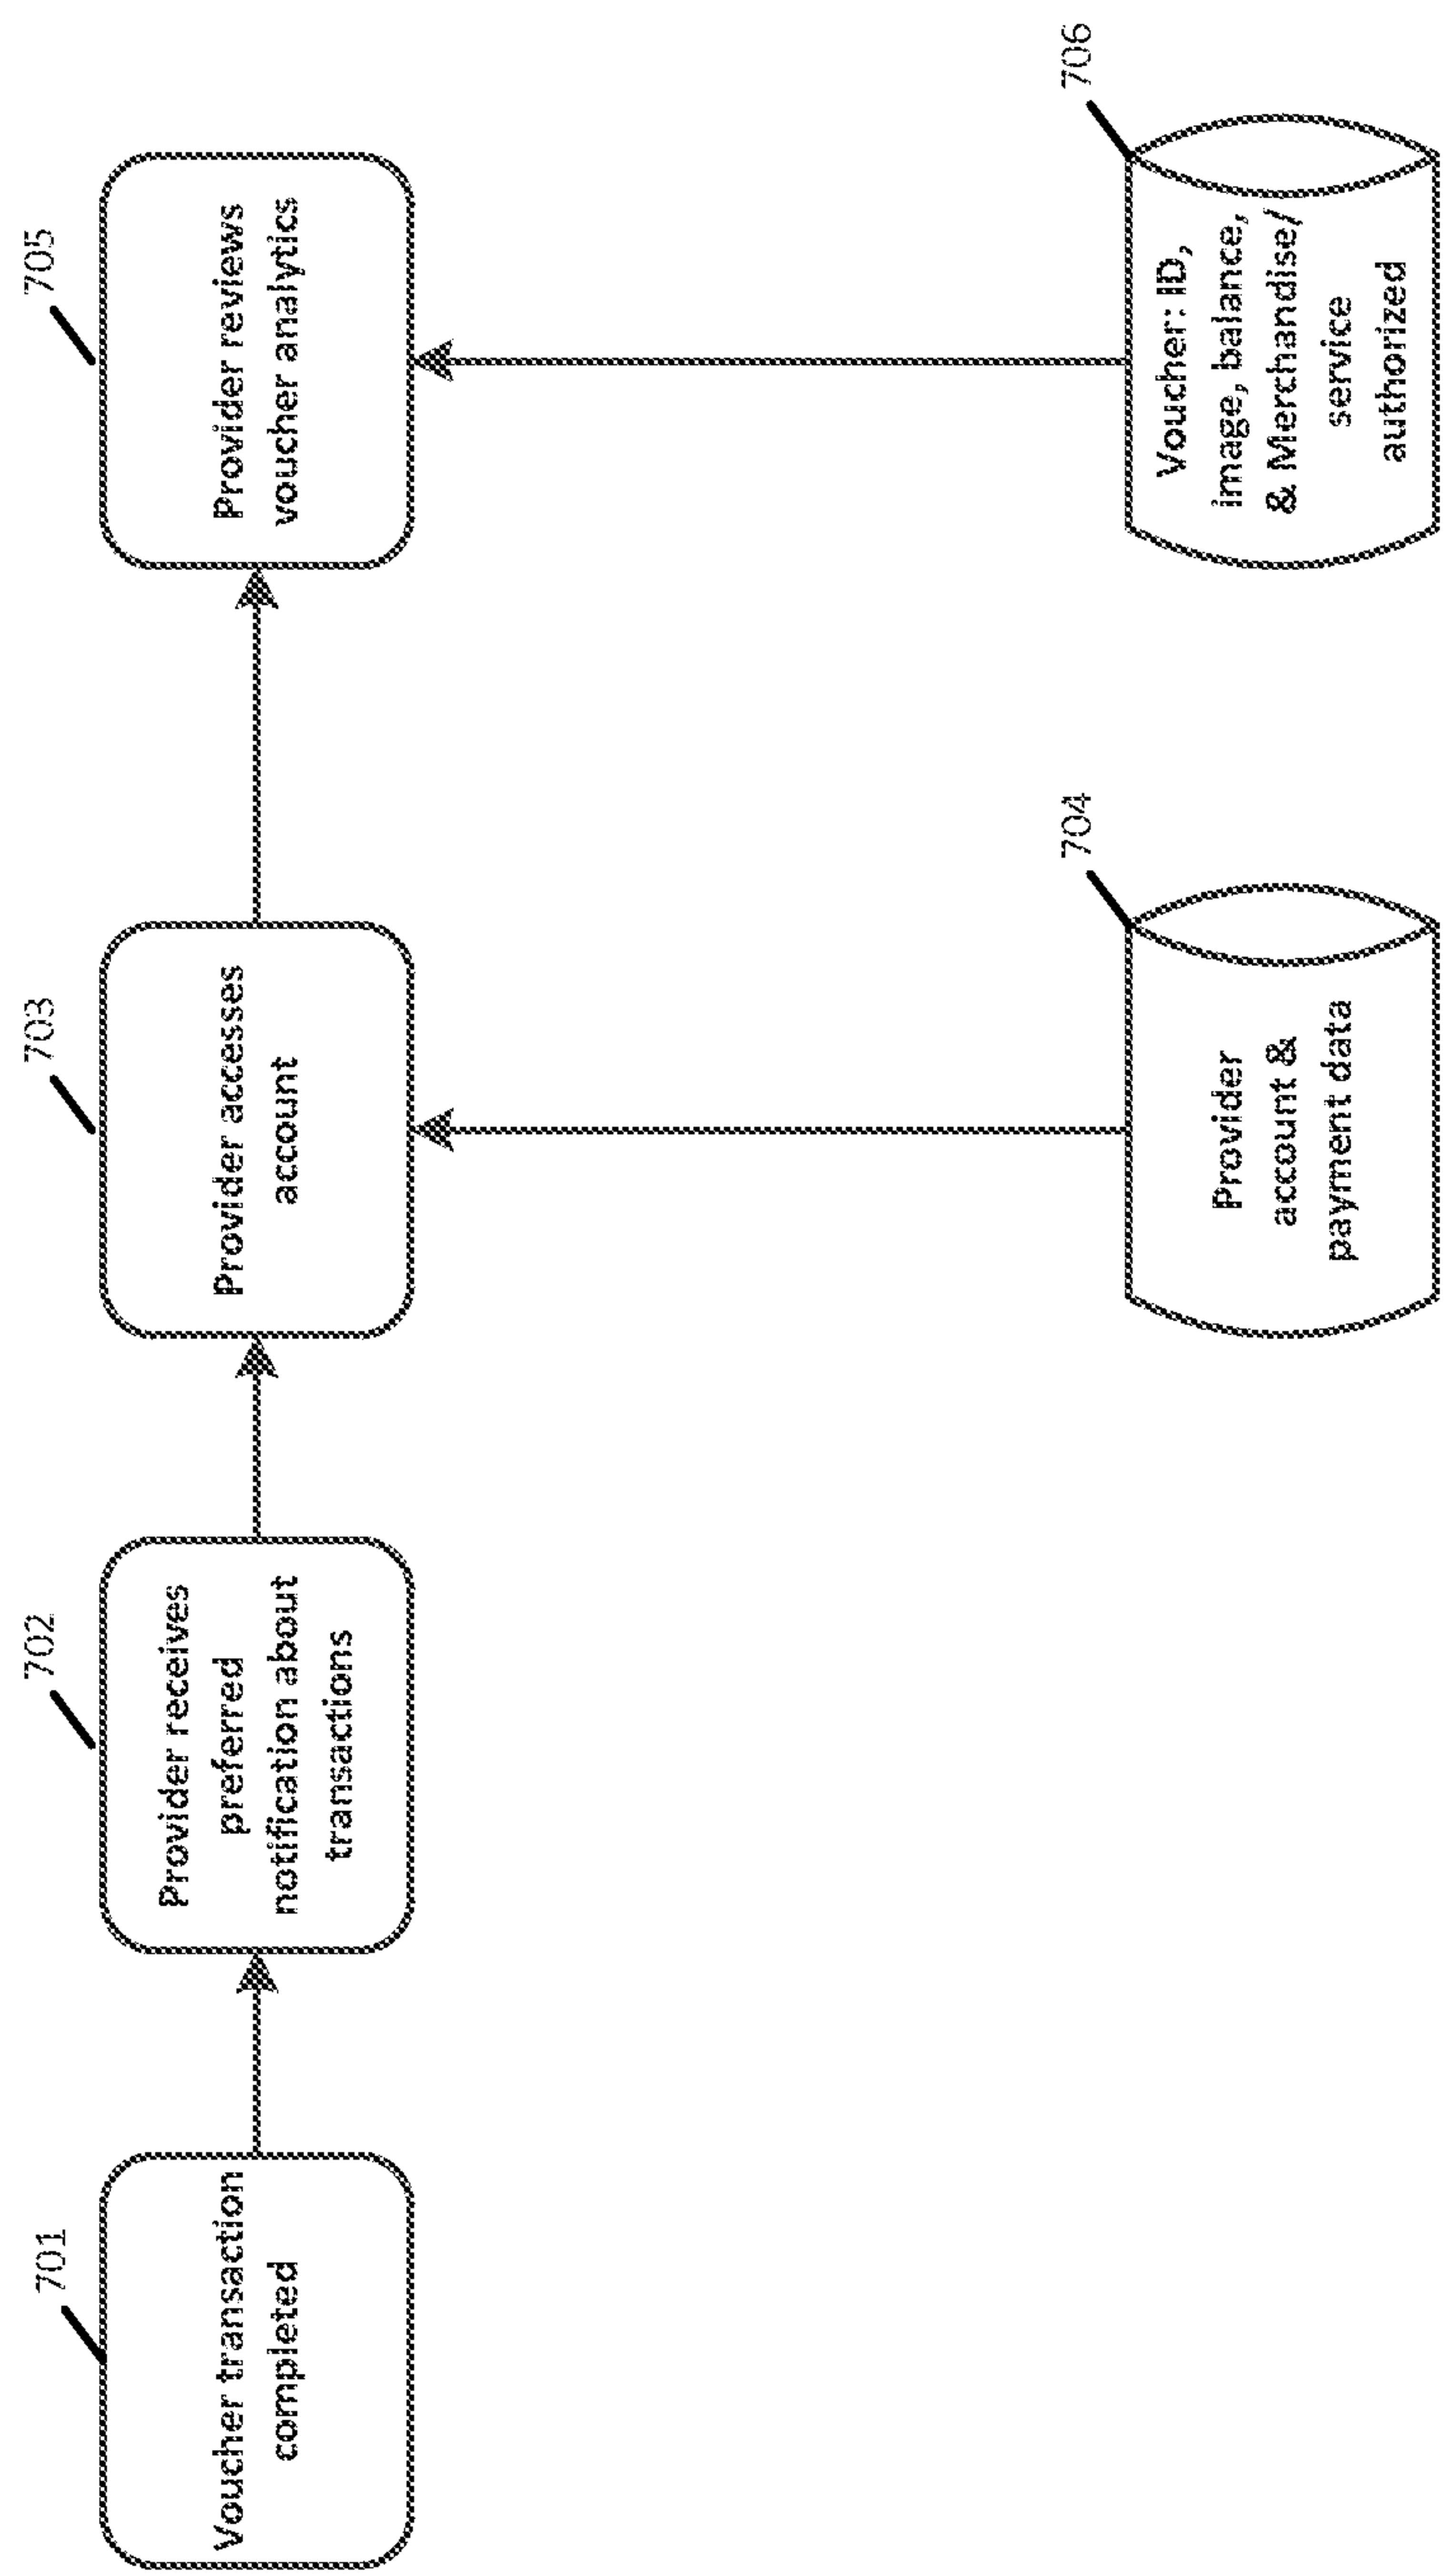 701
Voucher transaction
completed
702
Provider receives
preferred
notification about
transactions
703
Provider accesses
account
705
Provider reviews
voucher analytics
704
Provider
account &
payment data
706
Voucher: ID,
image, balance,
& Merchandise/
service
authorized